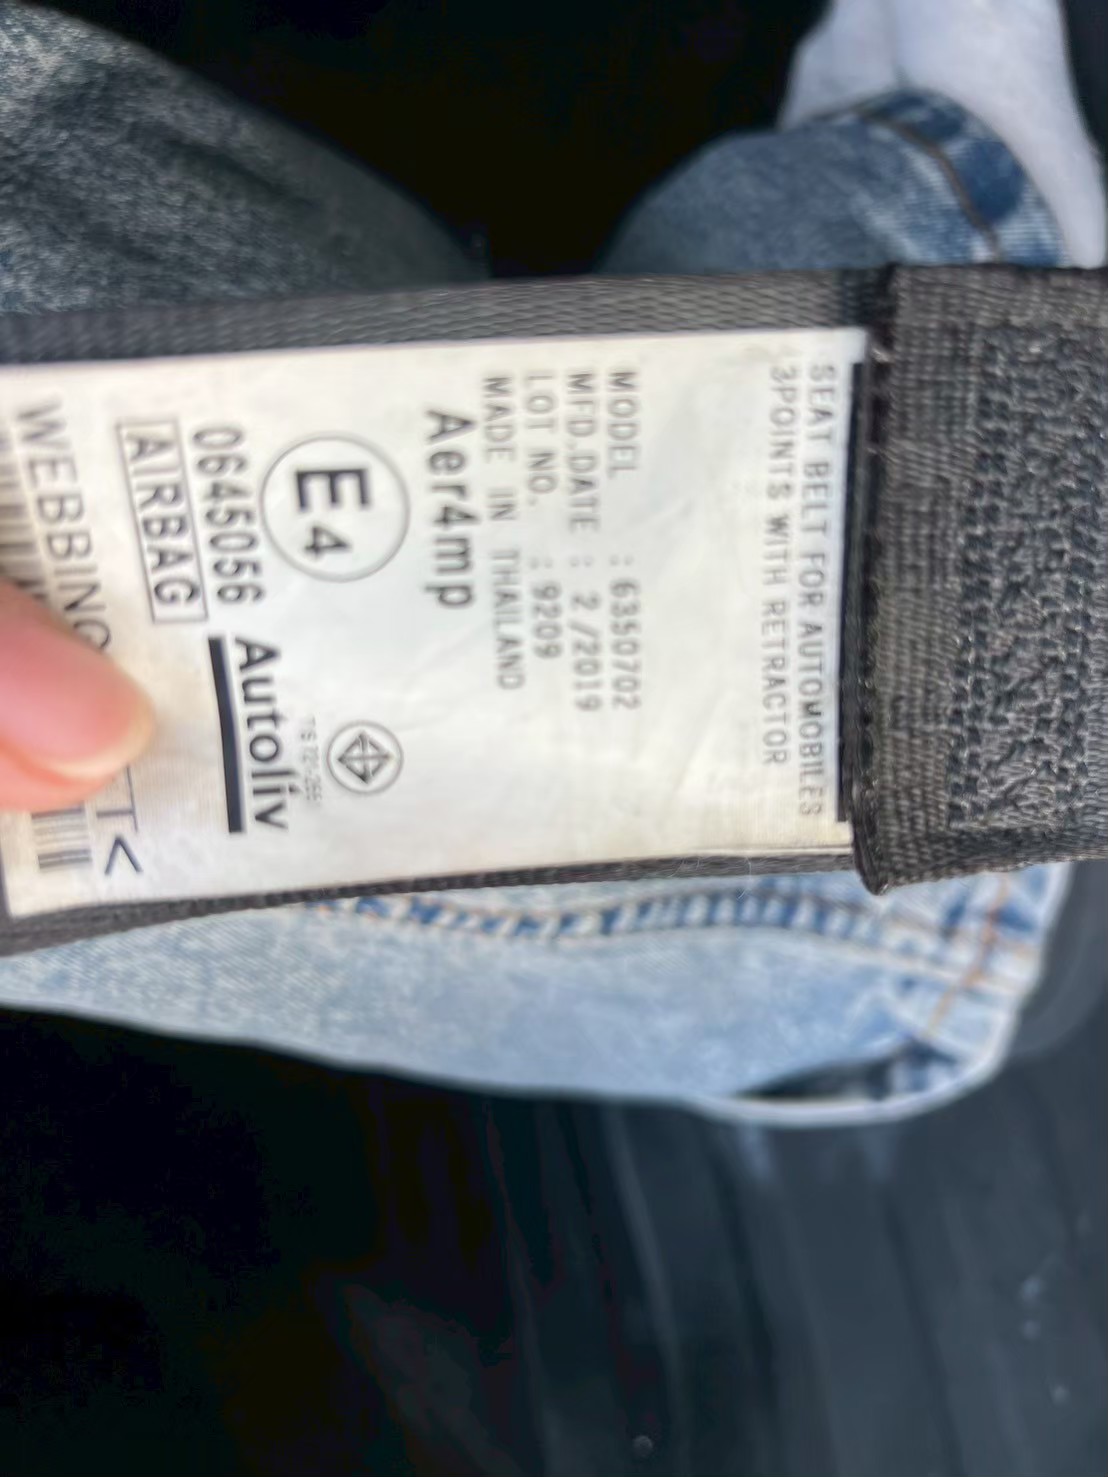 SEAT BELT FOR AUTOMOBILES
3POINTS WITH RETRACTOR
MODEL : 6350702
MFD.DATE : 2 /2019
LOT NO. : 9209
MADE IN THAILAND
Aer4mp
E4
0645056
AIRBAG
Autoliv
WEBBING